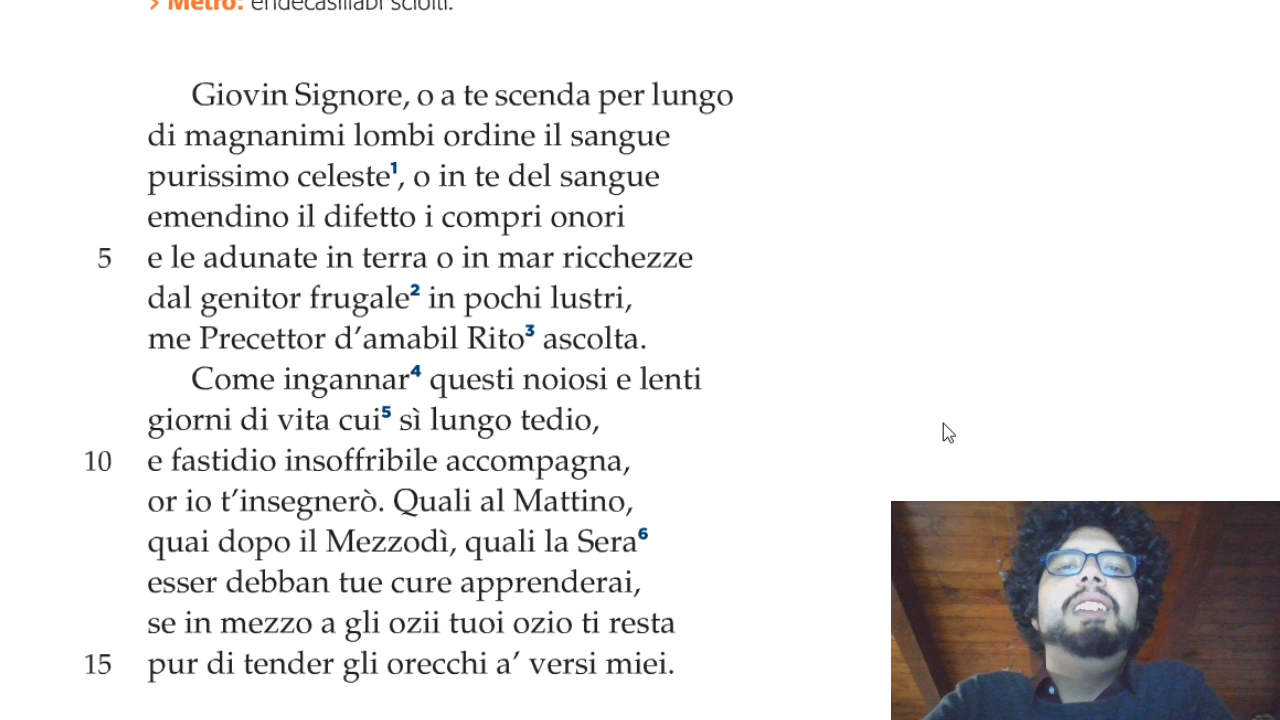 › Metro: endecasillabi sciolti.
Giovin Signore, o a te scenda per lungo
di magnanimi lombi ordine il sangue
purissimo celeste¹, o in te del sangue
emendino il difetto i compri onori
5 e le adunate in terra o in mar ricchezze
dal genitor frugale² in pochi lustri,
me Precettor d’amabil Rito³ ascolta.
Come ingannar⁴ questi noiosi e lenti
giorni di vita cui⁵ sì lungo tedio,
10 e fastidio insoffribile accompagna,
or io t’insegnerò. Quali al Mattino,
quai dopo il Mezzodì, quali la Sera⁶
esser debban tue cure apprenderai,
se in mezzo a gli ozii tuoi ozio ti resta
15 pur di tender gli orecchi a’ versi miei.